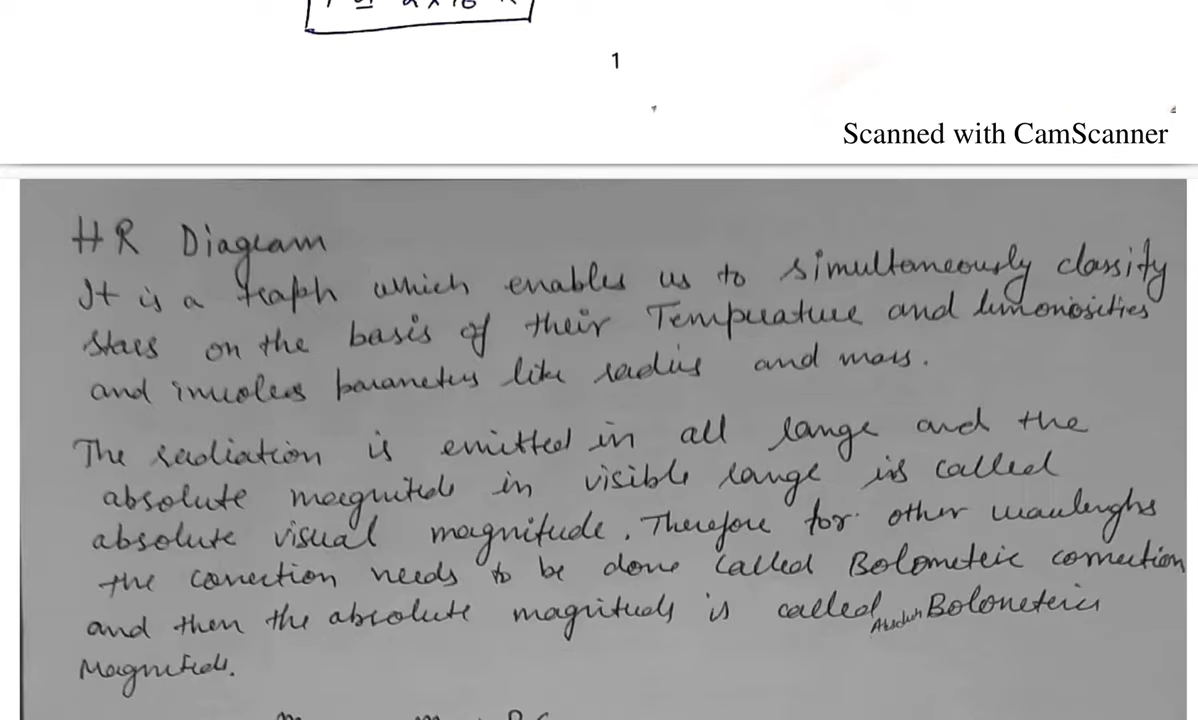 1
Scanned with CamScanner
HR Diagram
It is a graph which enables us to simultaneously classify
stars on the basis of their Temperature and lumoniosities
and involves parameters like radius and mass.
The radiation is emitted in all range and the
absolute magnitude in visible range is called
absolute visual magnitude. Therefore for other wavelenghs
the correction needs to be done called Bolometric correction
and then the absolute magnitude is called Absolute Bolometric
Magnitude.